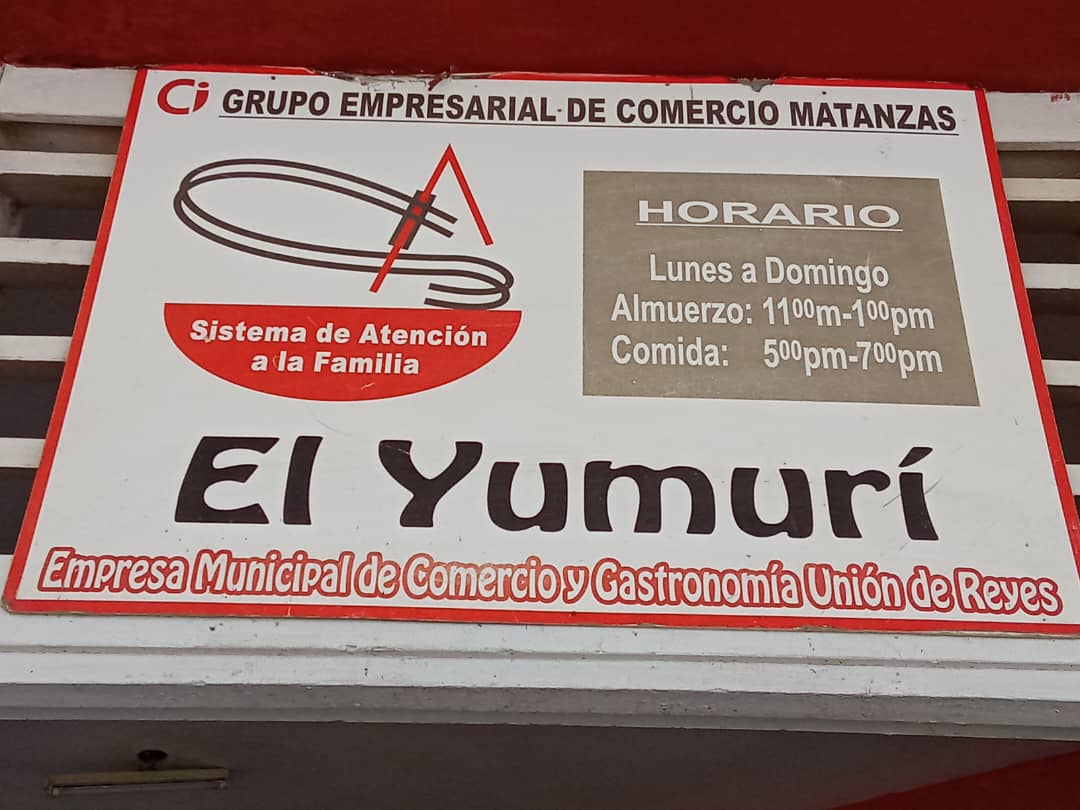 Ci GRUPO EMPRESARIAL DE COMERCIO MATANZAS
Sistema de Atención
a la Familia
HORARIO
Lunes a Domingo
Almuerzo: 11⁰⁰m-1⁰⁰pm
Comida: 5⁰⁰pm-7⁰⁰pm
El Yumurí
Empresa Municipal de Comercio y Gastronomía Unión de Reyes